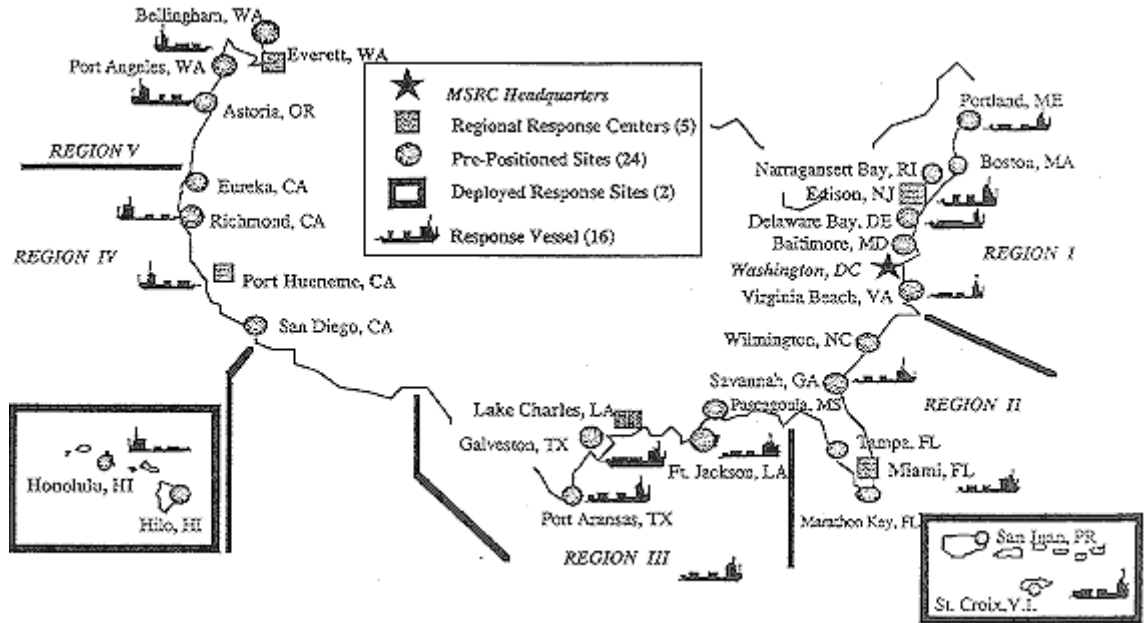 Bellingham, WA
Everett, WA
Port Angeles, WA
Astoria, OR
REGION V
Eureka, CA
Richmond, CA
REGION IV
Port Hueneme, CA
San Diego, CA
Honolulu, HI
Hilo, HI
MSRC Headquarters
Regional Response Centers (5)
Pre-Positioned Sites (24)
Deployed Response Sites (2)
Response Vessel (16)
Portland, ME
Boston, MA
Narragansett Bay, RI
Edison, NJ
Delaware Bay, DE
Baltimore, MD
REGION I
Washington, DC
Virginia Beach, VA
Wilmington, NC
Savannah, GA
REGION II
Pascagoula, MS
Lake Charles, LA
Galveston, TX
Ft. Jackson, LA
Port Aransas, TX
REGION III
Tampa, FL
Miami, FL
Marathon Key, FL
San Juan, PR
St. Croix, V.I.